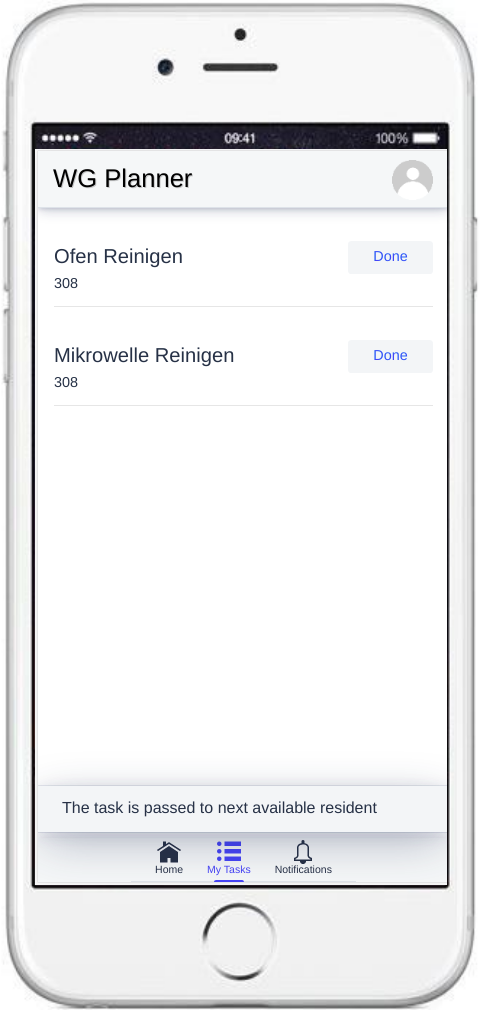 09:41 100%
WG Planner
Ofen Reinigen Done
308
Mikrowelle Reinigen Done
308
The task is passed to next available resident
Home My Tasks Notifications